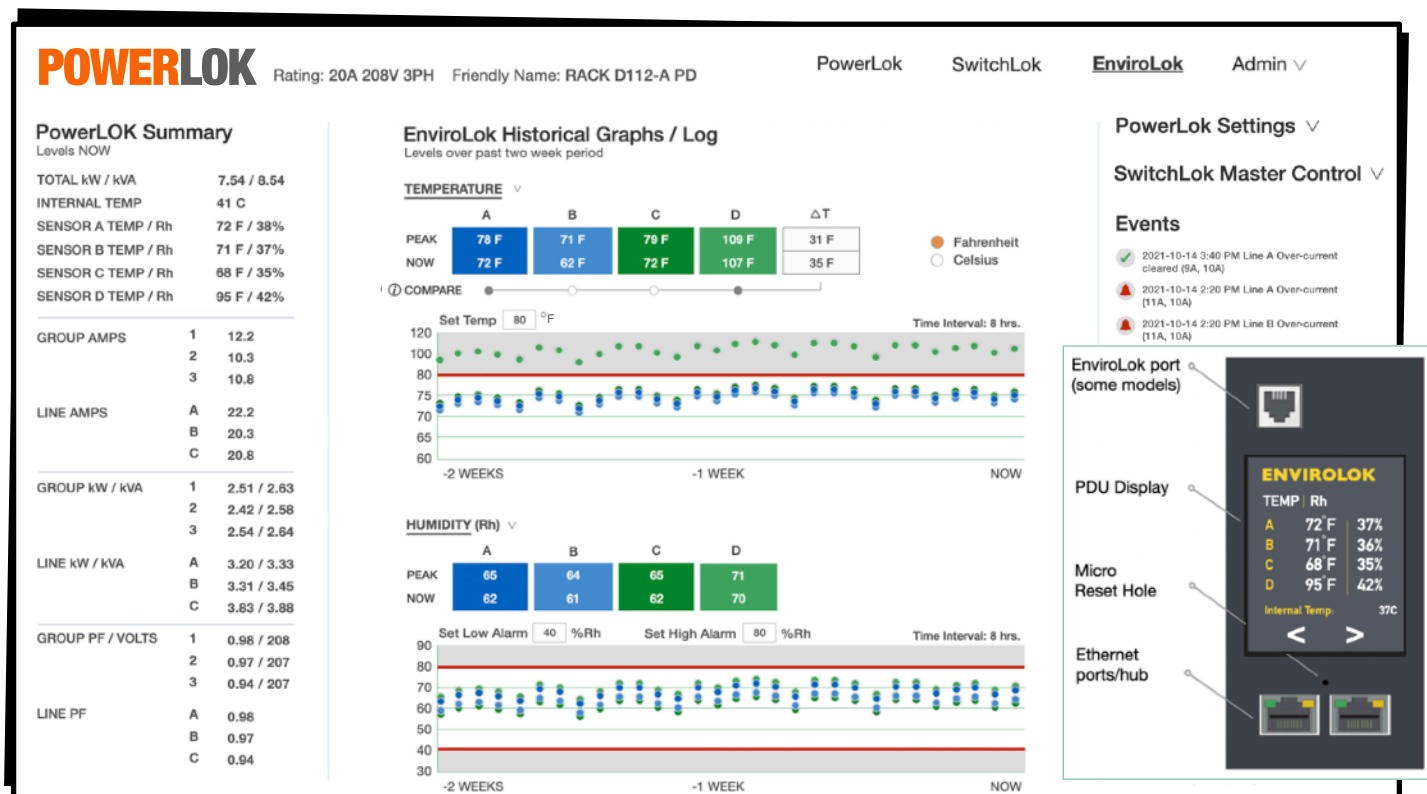 POWERLOK
Rating: 20A 208V 3PH Friendly Name: RACK D112-A PD
PowerLok SwitchLok EnviroLok Admin
PowerLOK Summary
Levels NOW
TOTAL kW / kVA 7.54 / 8.54
INTERNAL TEMP 41 C
SENSOR A TEMP / Rh 72 F / 38%
SENSOR B TEMP / Rh 71 F / 37%
SENSOR C TEMP / Rh 68 F / 35%
SENSOR D TEMP / Rh 95 F / 42%
GROUP AMPS 1 12.2
2 10.3
3 10.8
LINE AMPS A 22.2
B 20.3
C 20.8
GROUP kW / kVA 1 2.51 / 2.63
2 2.42 / 2.58
3 2.54 / 2.64
LINE kW / kVA A 3.20 / 3.33
B 3.31 / 3.45
C 3.83 / 3.88
GROUP PF / VOLTS 1 0.98 / 208
2 0.97 / 207
3 0.94 / 207
LINE PF A 0.98
B 0.97
C 0.94
EnviroLok Historical Graphs / Log
Levels over past two week period
TEMPERATURE
A B C D △T
PEAK 78 F 71 F 79 F 109 F 31 F
NOW 72 F 62 F 72 F 107 F 35 F
Fahrenheit
Celsius
i COMPARE
Set Temp 80 °F
Time Interval: 8 hrs.
120
100
80
75
70
65
60
-2 WEEKS -1 WEEK NOW
HUMIDITY (Rh)
A B C D
PEAK 65 64 65 71
NOW 62 61 62 70
Set Low Alarm 40 %Rh Set High Alarm 80 %Rh
Time Interval: 8 hrs.
90
80
70
60
50
40
30
-2 WEEKS -1 WEEK NOW
PowerLok Settings
SwitchLok Master Control
Events
2021-10-14 3:40 PM Line A Over-current
cleared (9A, 10A)
2021-10-14 2:20 PM Line A Over-current
(11A, 10A)
2021-10-14 2:20 PM Line B Over-current
(11A, 10A)
EnviroLok port
(some models)
PDU Display
Micro
Reset Hole
Ethernet
ports/hub
ENVIROLOK
TEMP | Rh
A 72°F 37%
B 71°F 36%
C 68°F 35%
D 95°F 42%
Internal Temp: 37C
< >